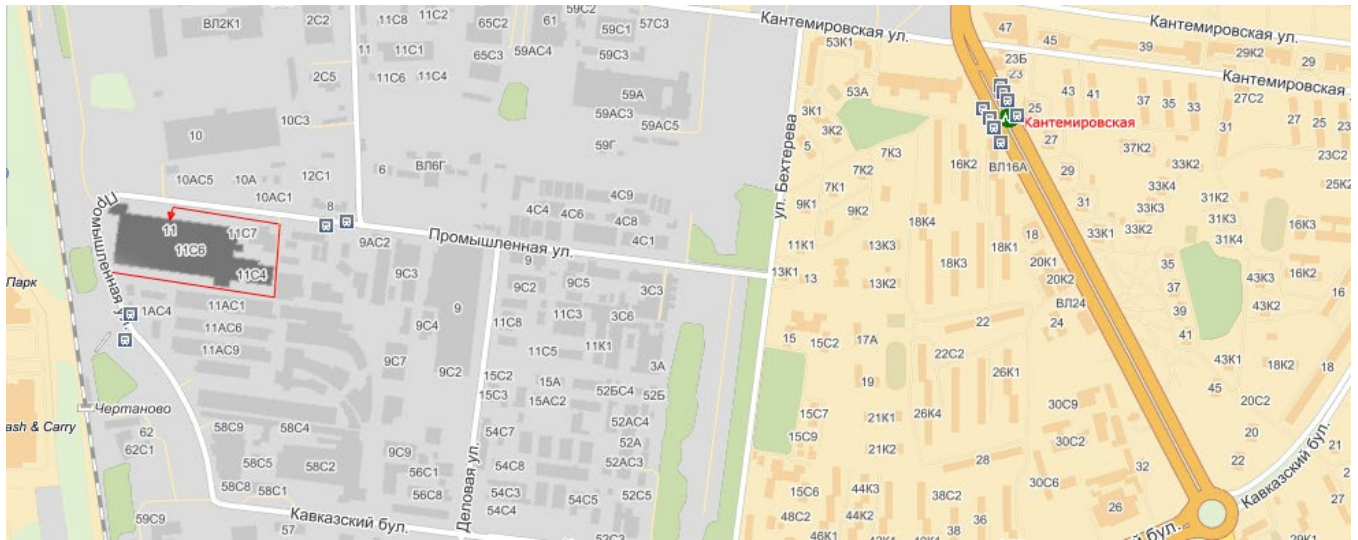 ВЛ2К1
2С2
11С8
11С2
65С2
61
59С2
59С1
57С3
Кантемировская ул.
47
45
39
Кантемировская ул.
29К2
29
11
11С1
65С3
59АС4
59С3
53К1
23Б
23
2С5
11С6
11С4
59А
53А
43
41
Кантемировская
27С2
10
10С3
59АС3
59АС5
3К1
3К2
25
Кантемировская
37
35
33
31
27
25
23
59Г
5
7К3
27
37К2
23С2
10АС5
10А
12С1
6
ВЛ6Г
7К2
16К2
ВЛ16А
29
33К2
25К2
10АС1
8
4С9
7К1
33К4
31К2
Промышленная ул.
11
11С7
4С4
4С6
4С8
4С1
ул. Бехтерева
9К1
9К2
18К4
31
33К3
31К3
16К3
11С6
9АС2
Промышленная ул.
11К1
13К3
18К1
18
33К1
33К2
31К4
11С4
9С3
9
9С2
9С5
3С3
13К1
13
13К2
18К3
20К1
20К2
35
37
43К3
16К2
16
Парк
1АС4
11АС1
9
11С8
11С3
3С6
ВЛ24
24
39
43К2
11АС6
9С4
22
41
11АС9
9С7
9С2
11С5
11К1
3А
15
15С2
17А
22С2
43К1
18К2
18
15С2
15А
52БС4
52Б
19
26К1
45
Чертаново
15С3
15АС2
20С2
ash & Carry
62
58С9
58С4
54С7
52АС4
15С7
21К1
26К4
30С9
62С1
52А
15С9
30С2
20
21
58С5
58С2
9С9
54С8
52АС3
21К2
28
32
22
58С8
58С1
56С1
54С3
54С5
52С5
15С6
44К3
38С2
30С6
27
56С8
54С4
48С2
44К2
36
26
59С9
57
Кавказский бул.
Деловая ул.
52С3
46К1
38
Кавказский бул.
29К1